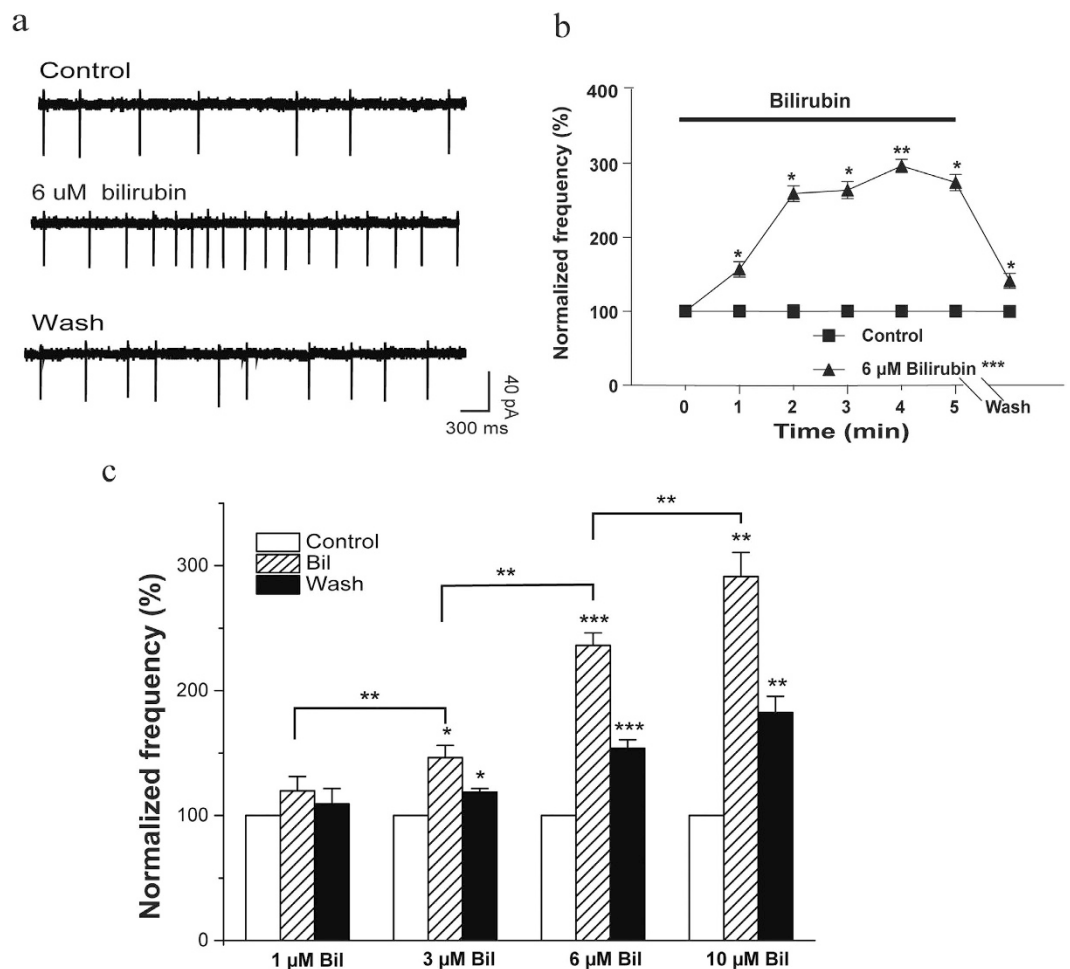 a
Control
6 uM bilirubin
Wash
40 pA
300 ms
b
Normalized frequency (%)
400
300
200
100
0
Bilirubin
**
*
*
*
*
*
Control
6 µM Bilirubin ***
0 1 2 3 4 5 Wash
Time (min)
c
Normalized frequency (%)
300
200
100
0
Control
Bil
Wash
**
**
**
*
*
***
***
**
**
1 µM Bil 3 µM Bil 6 µM Bil 10 µM Bil